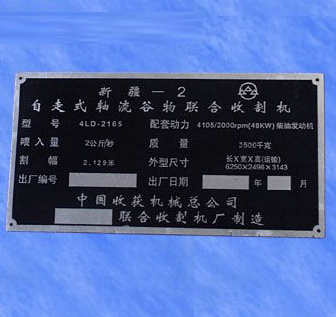 新疆－2
自走式轴流谷物联合收割机
型号 4LD-2165 配套动力 4105/2000rpm(48KW)柴油发动机
喂入量 2公斤/秒 质量 2500千克
割幅 2.129米 外型尺寸 长X宽X高(运输) 6250×2496×3143
出厂编号 出厂日期 年 月
中国收获机械总公司
联合收割机厂制造